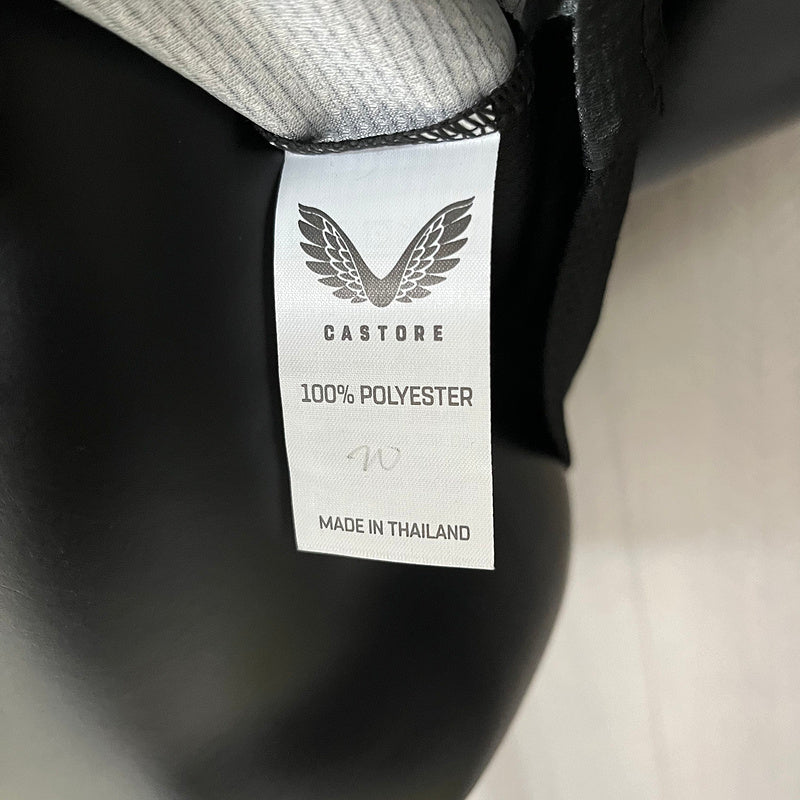 CASTORE
100% POLYESTER
MADE IN THAILAND